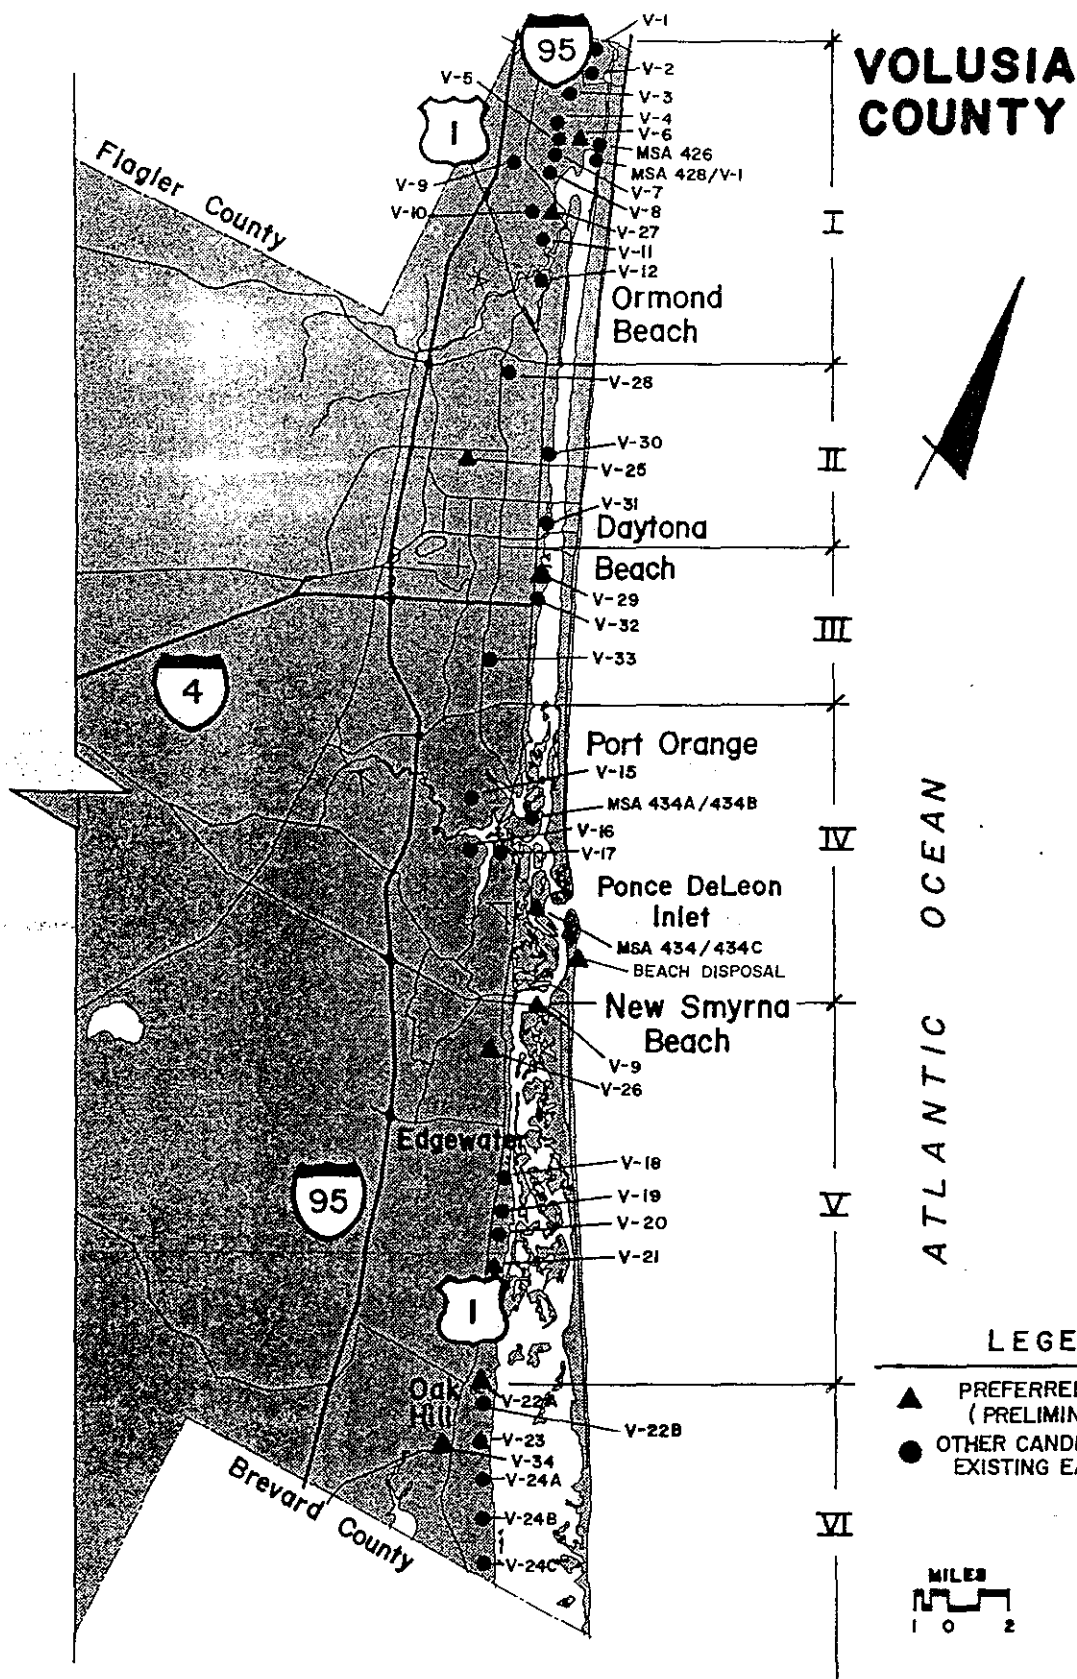 VOLUSIA
COUNTY
95
1
V-1
V-2
V-5
V-3
V-4
V-6
MSA 426
MSA 428/V-1
V-9
V-7
V-8
V-10
V-27
V-11
V-12
I
Flagler County
Ormond
Beach
V-28
V-30
V-25
II
V-31
Daytona
Beach
V-29
V-32
III
V-33
4
Port Orange
V-15
MSA 434A/434B
V-16
V-17
IV
Ponce DeLeon
Inlet
MSA 434/434C
BEACH DISPOSAL
New Smyrna
Beach
V-9
V-26
ATLANTIC OCEAN
Edgewater
V-18
95
V-19
V-20
V
V-21
1
Oak
Hill
V-22A
V-22B
V-23
V-34
V-24A
V-24B
VI
V-24C
Brevard County
LEGE
PREFERRE
(PRELIMIN
OTHER CANDI
EXISTING EA
MILES
1 0 2